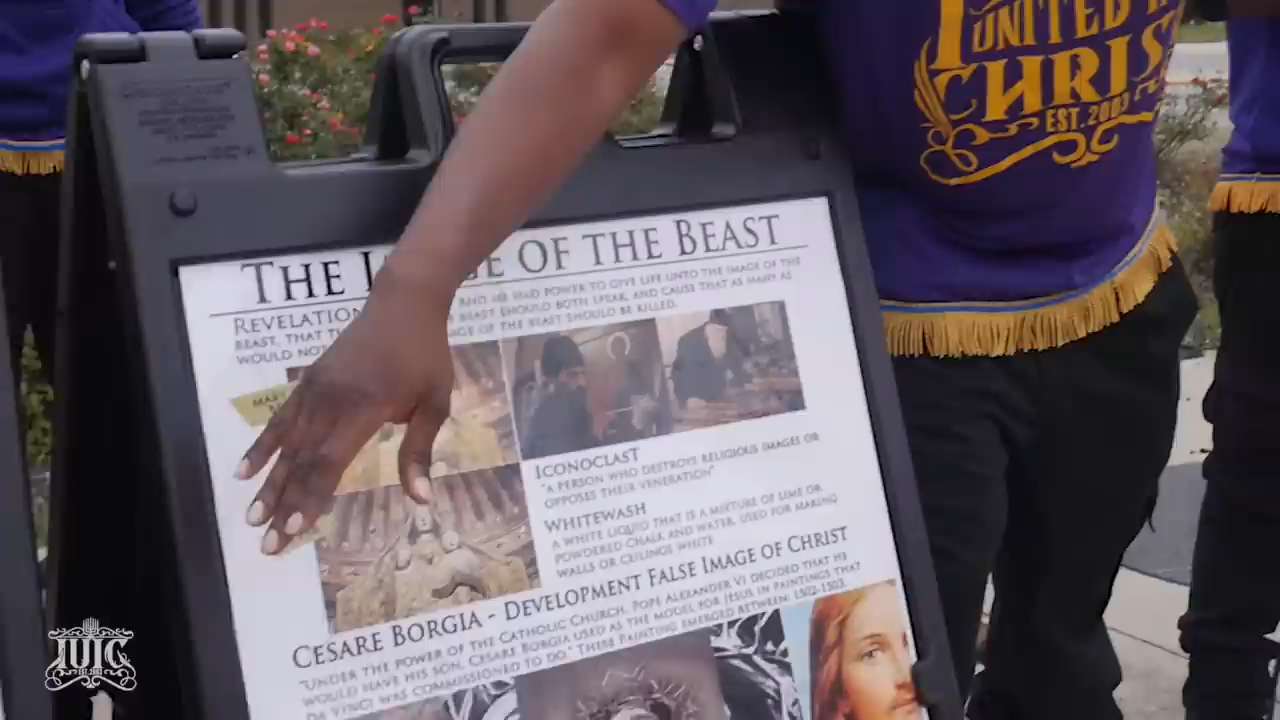 UNITED I
CHRIST
EST. 2003
THE I GE OF THE BEAST
REVELATION AND HE HAD POWER TO GIVE LIFE UNTO THE IMAGE OF THE
BEAST, THAT TH BEAST SHOULD BOTH SPEAK, AND CAUSE THAT AS MANY AS
WOULD NOT AGE OF THE BEAST SHOULD BE KILLED.
ICONOCLAST
"A PERSON WHO DESTROYS RELIGIOUS IMAGES OR
OPPOSES THEIR VENERATION"
WHITEWASH
A WHITE LIQUID THAT IS A MIXTURE OF LIME OR
POWDERED CHALK AND WATER, USED FOR MAKING
WALLS OR CEILINGS WHITE
CESARE BORGIA - DEVELOPMENT FALSE IMAGE OF CHRIST
"UNDER THE POWER OF THE CATHOLIC CHURCH, POPE ALEXANDER VI DECIDED THAT HE
WOULD HAVE HIS SON, CESARE BORGIA USED AS THE MODEL FOR JESUS IN PAINTINGS THAT
DA VINCI WAS COMMISSIONED TO DO." THESE PAINTING EMERGED BETWEEN: 1502-1503.
IUIC